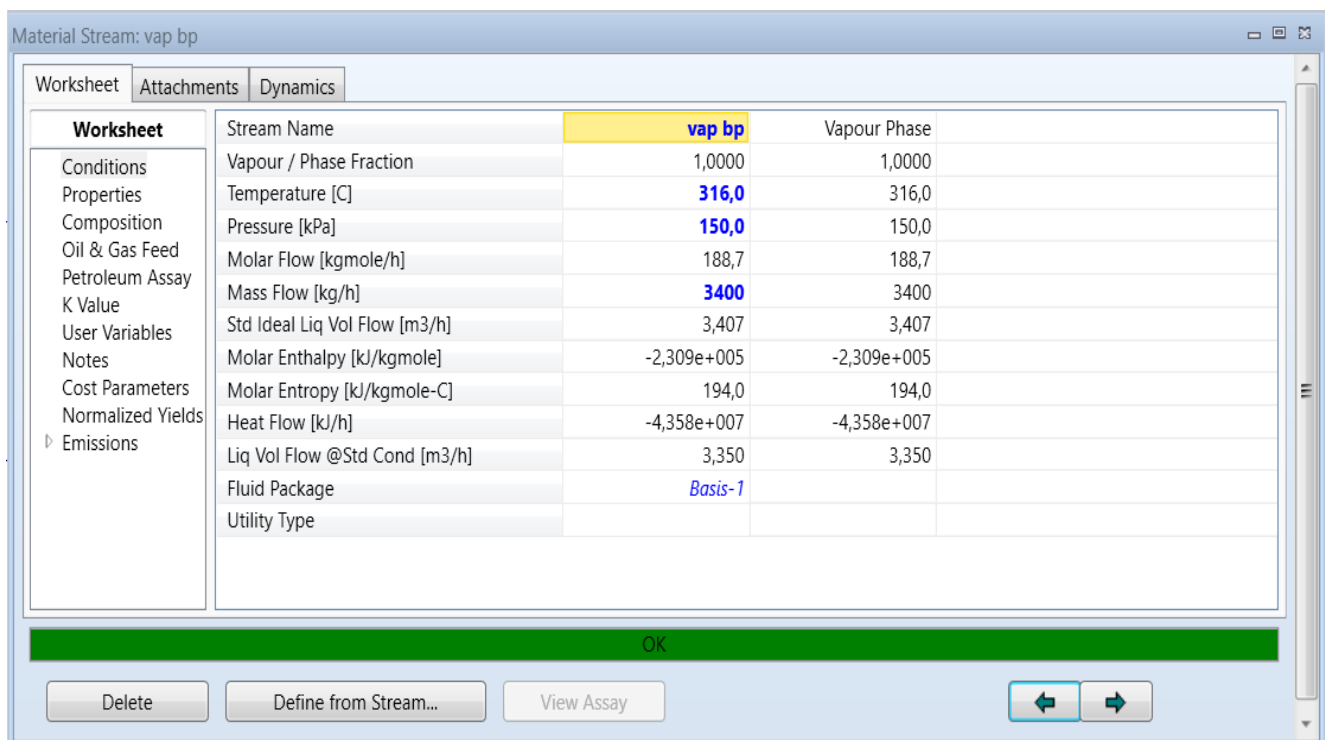 Material Stream: vap bp
Worksheet Attachments Dynamics
Worksheet
Conditions
Properties
Composition
Oil & Gas Feed
Petroleum Assay
K Value
User Variables
Notes
Cost Parameters
Normalized Yields
Emissions
Stream Name vap bp Vapour Phase
Vapour / Phase Fraction 1,0000 1,0000
Temperature [C] 316,0 316,0
Pressure [kPa] 150,0 150,0
Molar Flow [kgmole/h] 188,7 188,7
Mass Flow [kg/h] 3400 3400
Std Ideal Liq Vol Flow [m3/h] 3,407 3,407
Molar Enthalpy [kJ/kgmole] -2,309e+005 -2,309e+005
Molar Entropy [kJ/kgmole-C] 194,0 194,0
Heat Flow [kJ/h] -4,358e+007 -4,358e+007
Liq Vol Flow @Std Cond [m3/h] 3,350 3,350
Fluid Package Basis-1
Utility Type
OK
Delete Define from Stream... View Assay